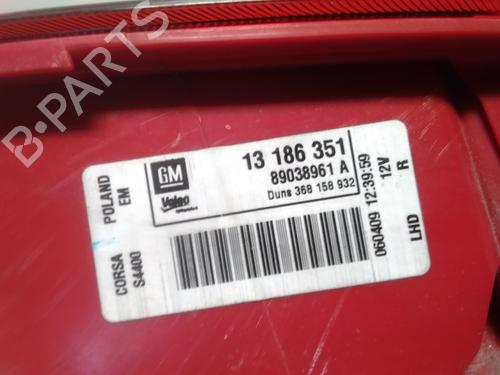 B-PARTS
POLAND
EM
CORSA
S4400
GM
Valeo
13 186 351
89038961 A
Duns 368 158 932
060409 12:39:59
12V
R
LHD